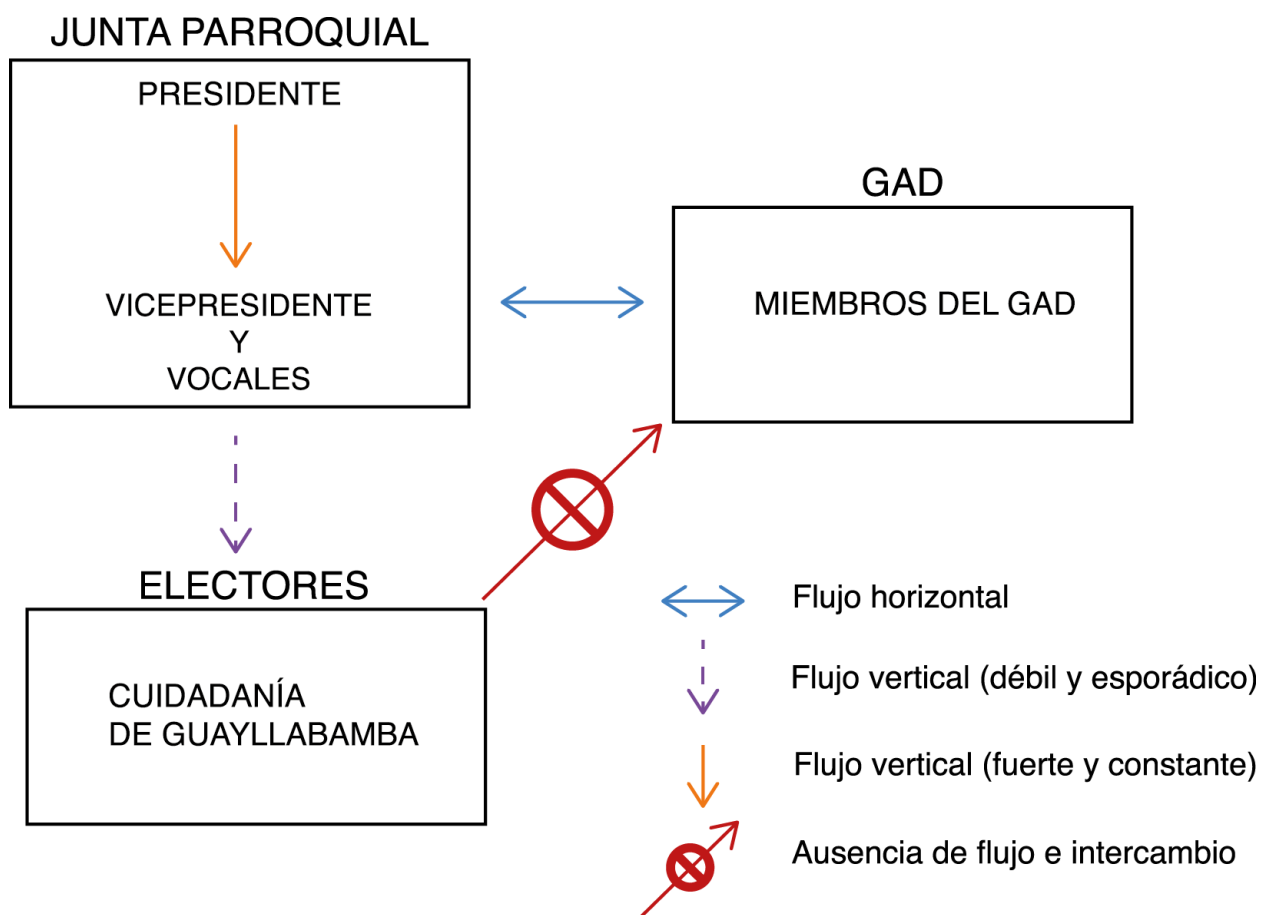 JUNTA PARROQUIAL
PRESIDENTE
VICEPRESIDENTE
Y
VOCALES
GAD
MIEMBROS DEL GAD
ELECTORES
CUIDADANÍA
DE GUAYLLABAMBA
Flujo horizontal
Flujo vertical (débil y esporádico)
Flujo vertical (fuerte y constante)
Ausencia de flujo e intercambio